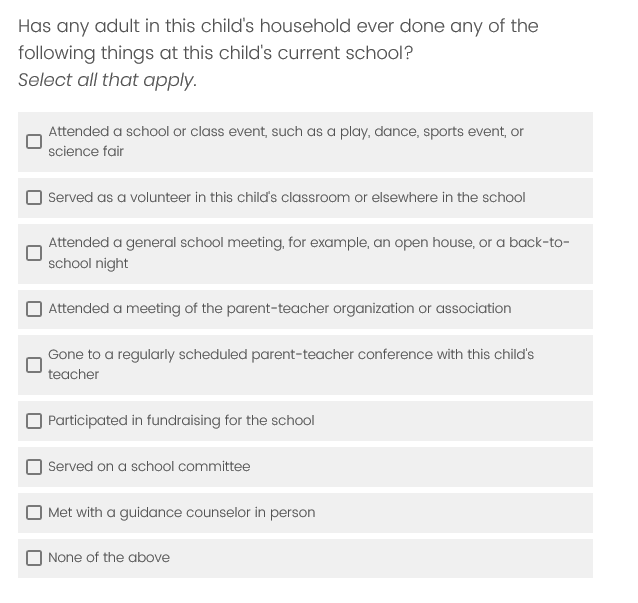 Has any adult in this child's household ever done any of the
following things at this child's current school?
Select all that apply.
Attended a school or class event, such as a play, dance, sports event, or
science fair
Served as a volunteer in this child's classroom or elsewhere in the school
Attended a general school meeting, for example, an open house, or a back-to-
school night
Attended a meeting of the parent-teacher organization or association
Gone to a regularly scheduled parent-teacher conference with this child's
teacher
Participated in fundraising for the school
Served on a school committee
Met with a guidance counselor in person
None of the above